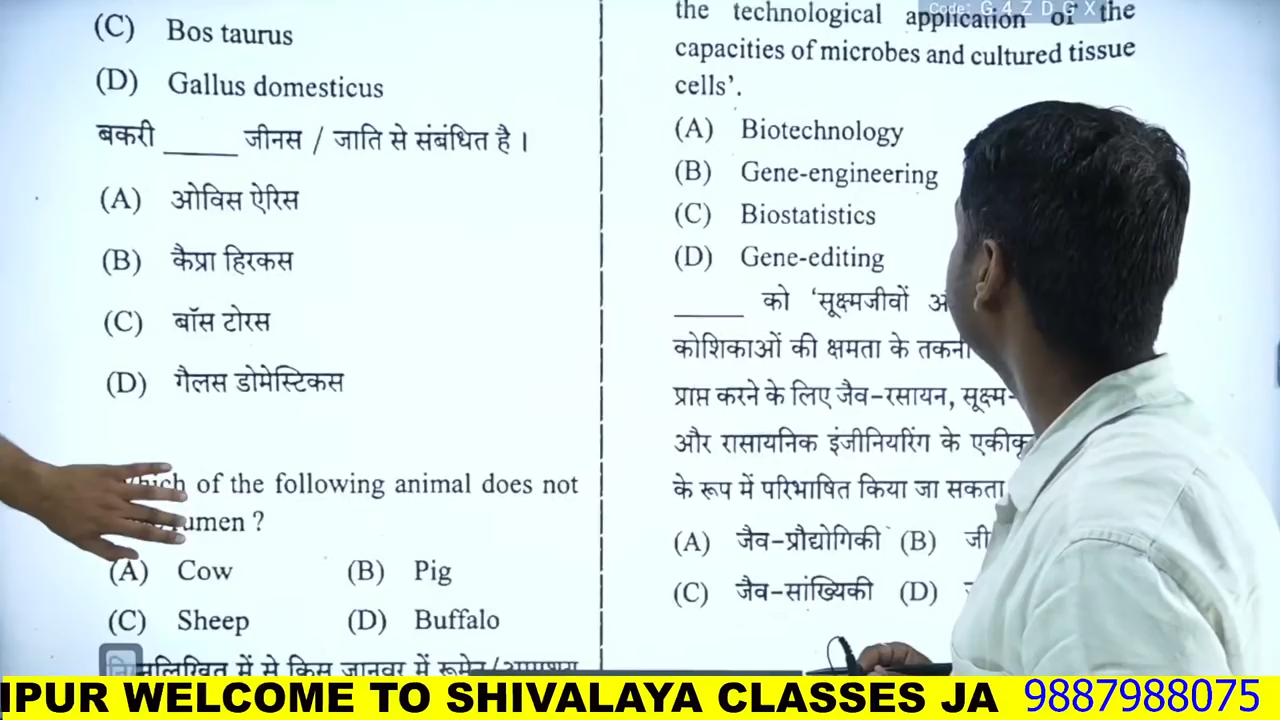 (C) Bos taurus
(D) Gallus domesticus
बकरी _____ जीनस / जाति से संबंधित है ।
(A) ओविस ऐरिस
(B) कैप्रा हिरकस
(C) बॉस टोरस
(D) गैलस डोमेस्टिकस
of the following animal does not
rumen ?
(A) Cow (B) Pig
(C) Sheep (D) Buffalo
में से किस जानवर में
Code: G 4 Z D G X
the technological application of the
capacities of microbes and cultured tissue
cells’.
(A) Biotechnology
(B) Gene-engineering
(C) Biostatistics
(D) Gene-editing
_____ को ‘सूक्ष्मजीवों
कोशिकाओं की क्षमता के
प्राप्त करने के लिए जैव-रसायन, सूक्ष्म-
और रासायनिक इंजीनियरिंग के
के रूप में परिभाषित किया जा सकता
(A) जैव-प्रौद्योगिकी (B)
(C) जैव-सांख्यिकी (D)
IPUR WELCOME TO SHIVALAYA CLASSES JA 9887988075